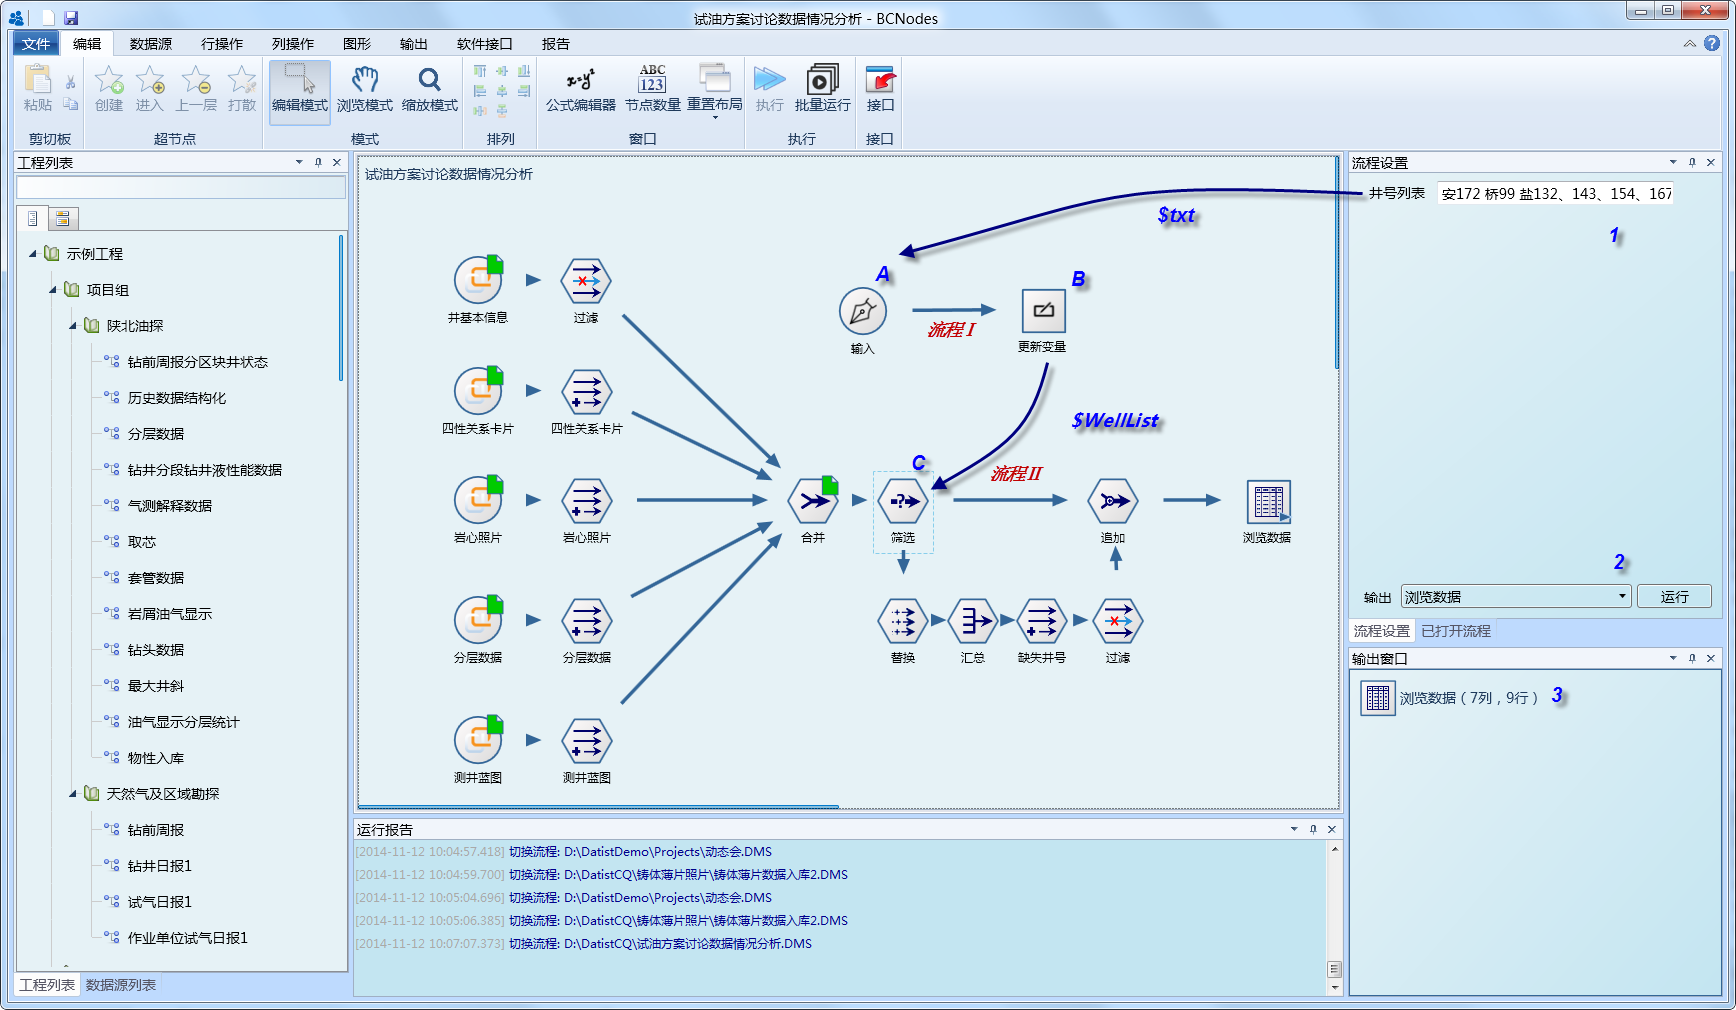 试油方案讨论数据情况分析 - BCNodes
文件 编辑 数据源 行操作 列操作 图形 输出 软件接口 报告
粘贴 创建 进入 上一层 打散 编辑模式 浏览模式 缩放模式 公式编辑器 节点数量 重置布局 执行 批量运行 接口
x=y²
ABC
123
剪切板 超节点 模式 排列 窗口 执行 接口
工程列表
示例工程
项目组
陕北油探
钻前周报分区块井状态
历史数据结构化
分层数据
钻井分段钻井液性能数据
气测解释数据
取芯
套管数据
岩屑油气显示
钻头数据
最大井斜
油气显示分层统计
物性入库
天然气及区域勘探
钻前周报
钻井日报1
试气日报1
作业单位试气日报1
工程列表 数据源列表
试油方案讨论数据情况分析
$txt
A
B
井基本信息 过滤
输入
流程 I
更新变量
四性关系卡片 四性关系卡片
$WellList
C
流程 II
岩心照片 岩心照片 合并 筛选 追加 浏览数据
分层数据 分层数据 替换 汇总 缺失井号 过滤
测井蓝图 测井蓝图
运行报告
[2014-11-12 10:04:57.418] 切换流程: D:\DatistDemo\Projects\动态会.DMS
[2014-11-12 10:04:59.700] 切换流程: D:\DatistCQ\铸体薄片照片\铸体薄片数据入库2.DMS
[2014-11-12 10:05:04.696] 切换流程: D:\DatistDemo\Projects\动态会.DMS
[2014-11-12 10:05:06.385] 切换流程: D:\DatistCQ\铸体薄片照片\铸体薄片数据入库2.DMS
[2014-11-12 10:07:07.373] 切换流程: D:\DatistCQ\试油方案讨论数据情况分析.DMS
流程设置
井号列表 安172 桥99 盐132、143、154、167
1
2
输出 浏览数据 运行
流程设置 已打开流程
输出窗口
浏览数据（7列，9行） 3